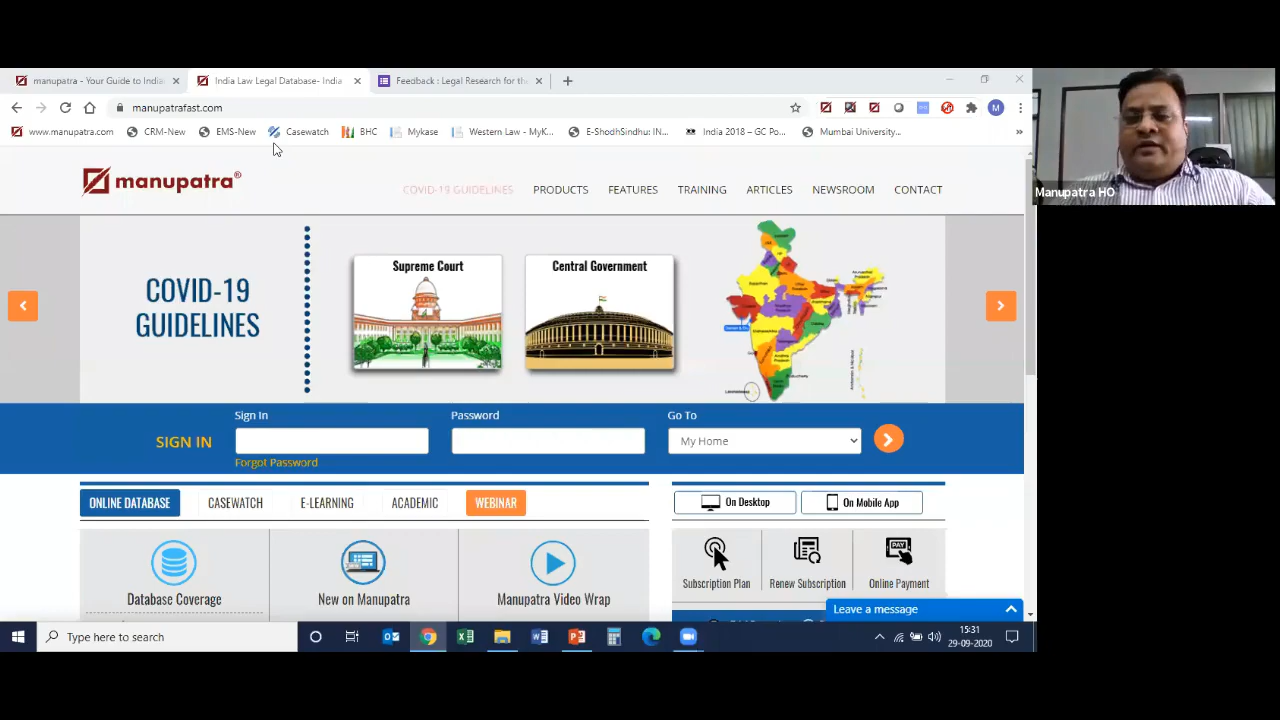 manupatra - Your Guide to India
India Law Legal Database- India
Feedback : Legal Research for th
manupatrafast.com
M
www.manupatra.com
CRM-New
EMS-New
Casewatch
BHC
Mykase
Western Law - MyK...
E-ShodhSindhu: IN...
India 2018 – GC Po...
Mumbai University...
»
manupatra®
COVID-19 GUIDELINES
PRODUCTS
FEATURES
TRAINING
ARTICLES
NEWSROOM
CONTACT
Manupatra HO
COVID-19
GUIDELINES
Supreme Court
Central Government
Sign In
Password
Go To
SIGN IN
My Home
Forgot Password
ONLINE DATABASE
CASEWATCH
E-LEARNING
ACADEMIC
WEBINAR
On Desktop
On Mobile App
Database Coverage
New on Manupatra
Manupatra Video Wrap
Subscription Plan
Renew Subscription
PAY
Online Payment
Leave a message
Type here to search
15:31
29-09-2020